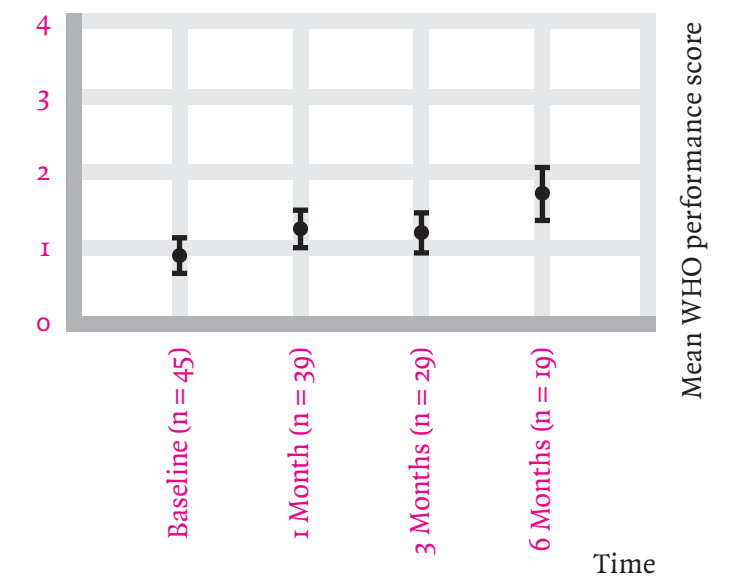 4
3
2
1
0
Mean WHO performance score
Baseline (n = 45)
1 Month (n = 39)
3 Months (n = 29)
6 Months (n = 19)
Time